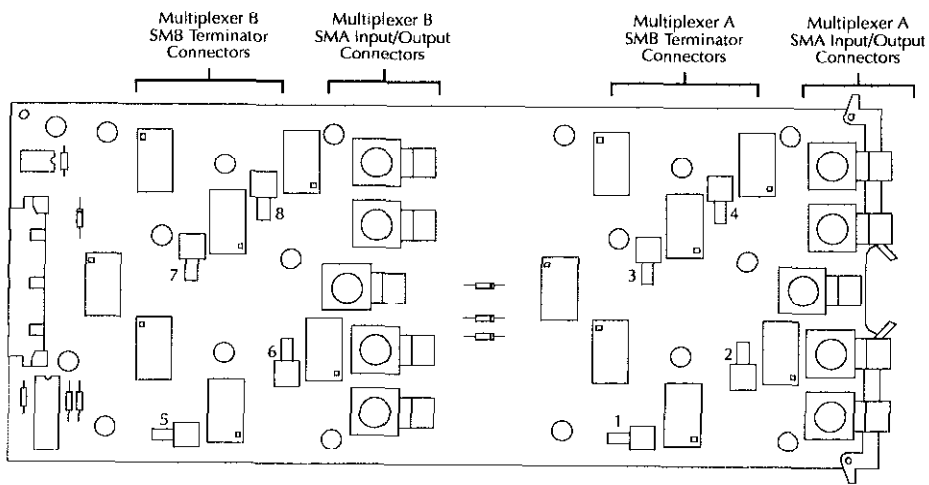 Multiplexer B
SMB Terminator
Connectors
Multiplexer B
SMA Input/Output
Connectors
Multiplexer A
SMB Terminator
Connectors
Multiplexer A
SMA Input/Output
Connectors
8
4
7
3
6
2
5
1